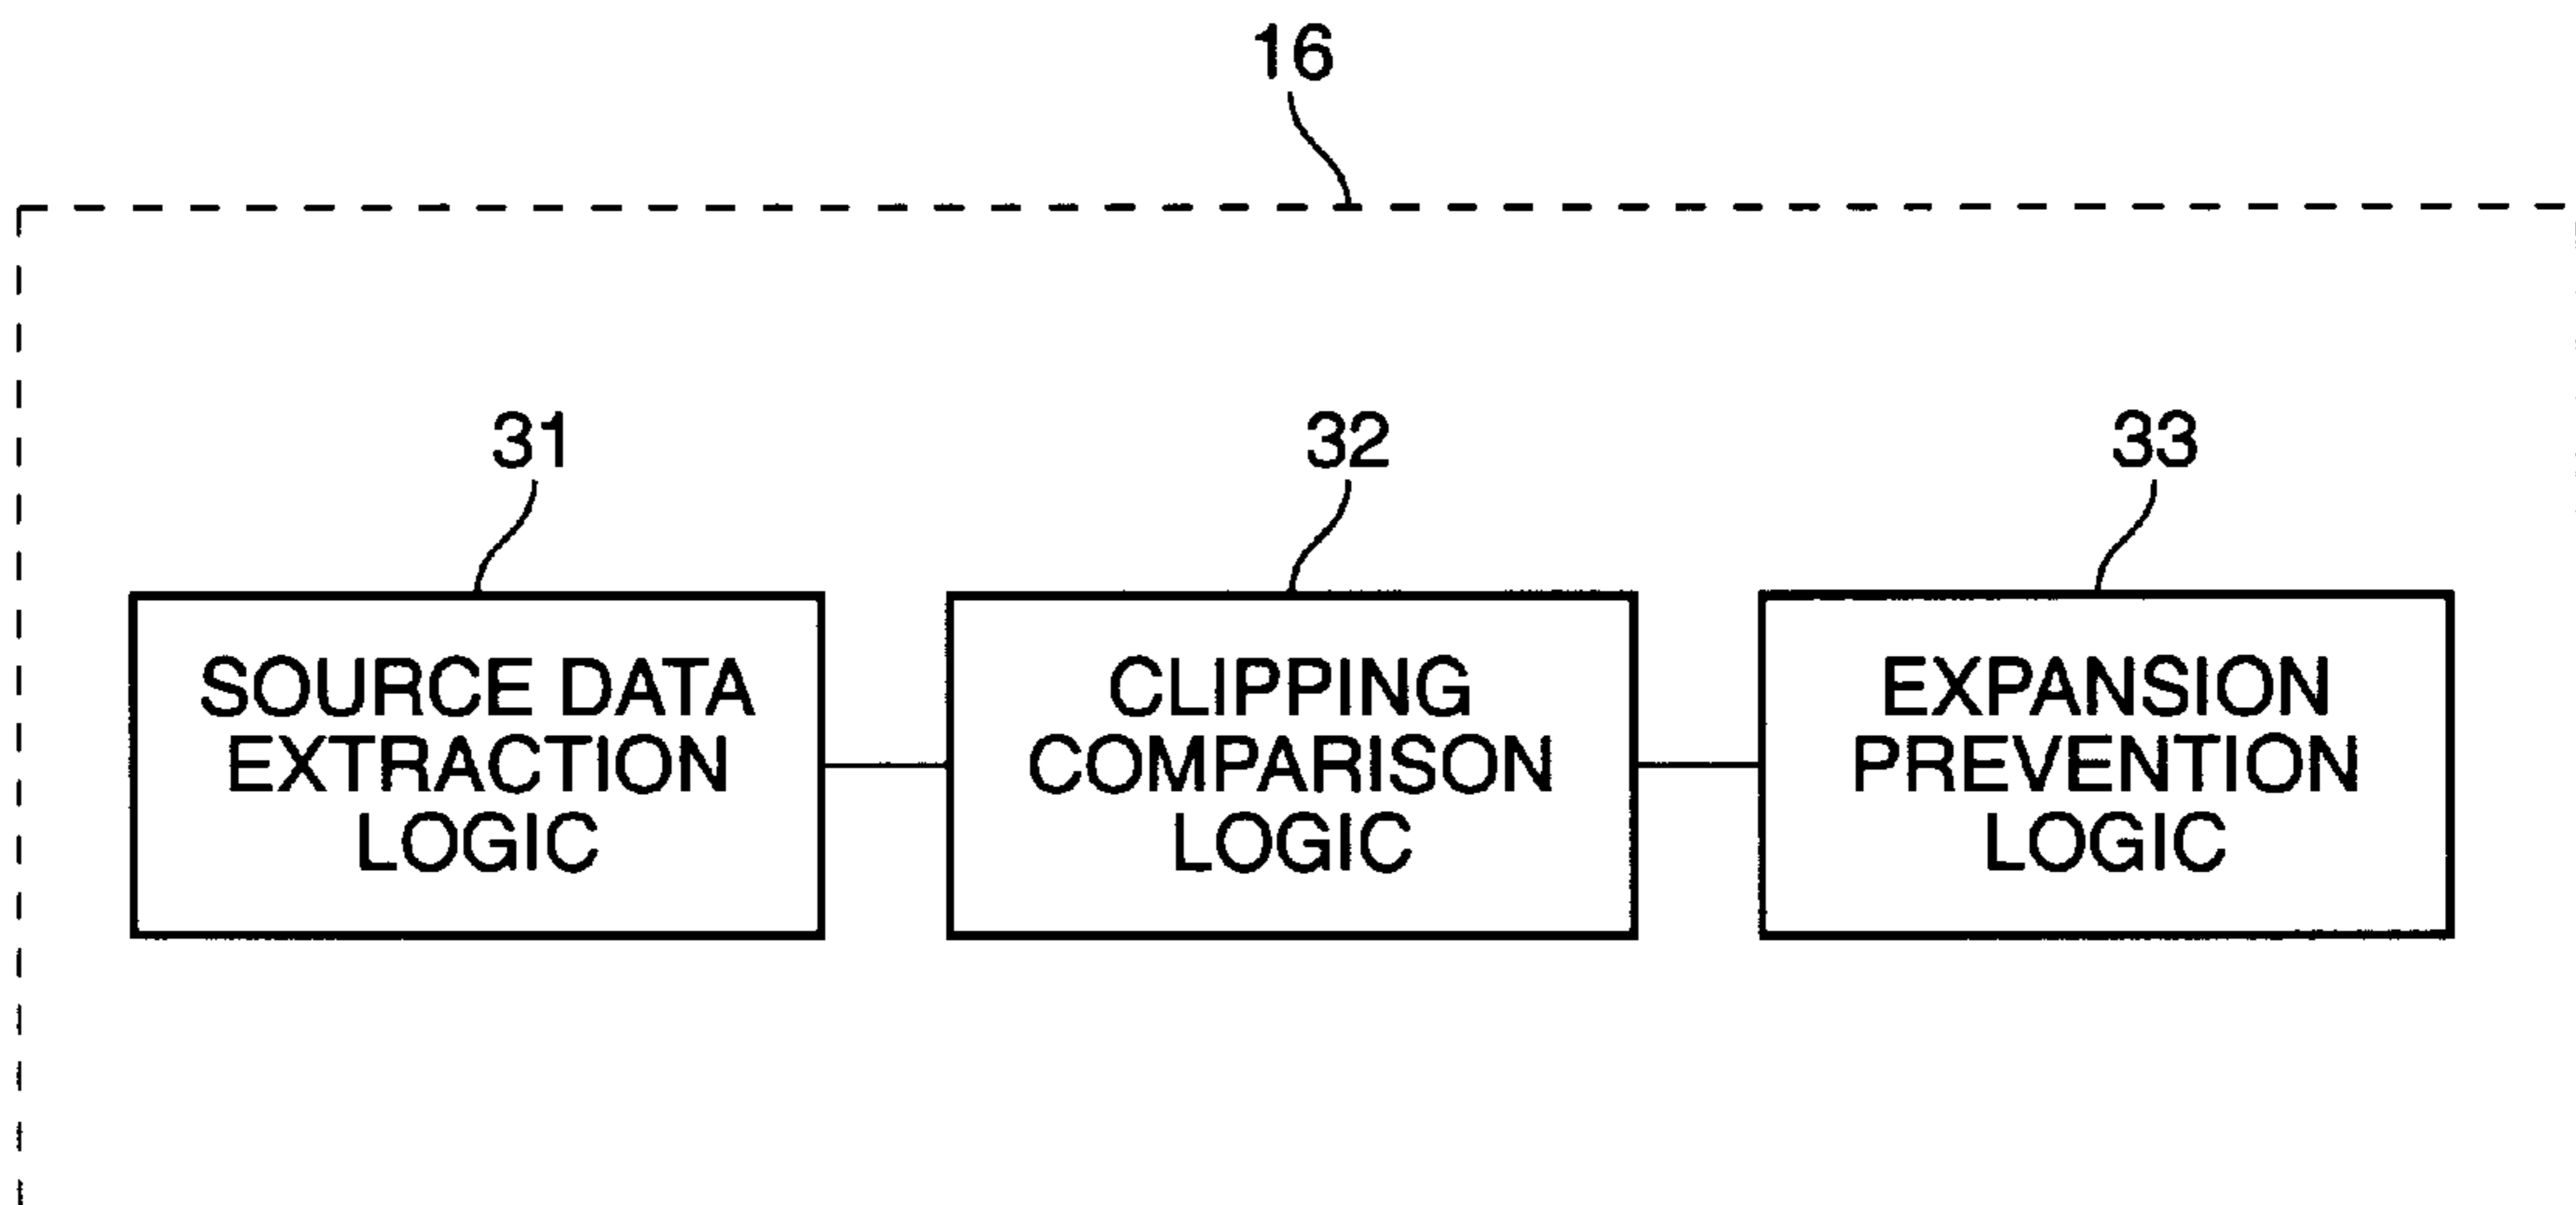 16
31
32
33
SOURCE DATA
EXTRACTION
LOGIC
CLIPPING
COMPARISON
LOGIC
EXPANSION
PREVENTION
LOGIC